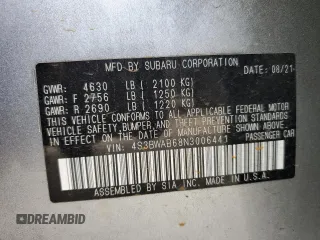 MFD BY SUBARU CORPORATION
DATE: 08/21
GVWR: 4630 LB ( 2100 KG)
GAWR: F 2756 LB ( 1250 KG)
R 2690 LB ( 1220 KG)
THIS VEHICLE CONFORMS TO ALL APPLICABLE FEDERAL MOTOR
VEHICLE SAFETY, BUMPER, AND THEFT PREVENTION STANDARDS
IN EFFECT ON THE DATE OF MANUFACTURE SHOWN ABOVE.
PASSENGER CAR
VIN: 4S3BWAB68N3006441
ASSEMBLED BY SIA INC. MADE IN U.S.A.
DREAMBID